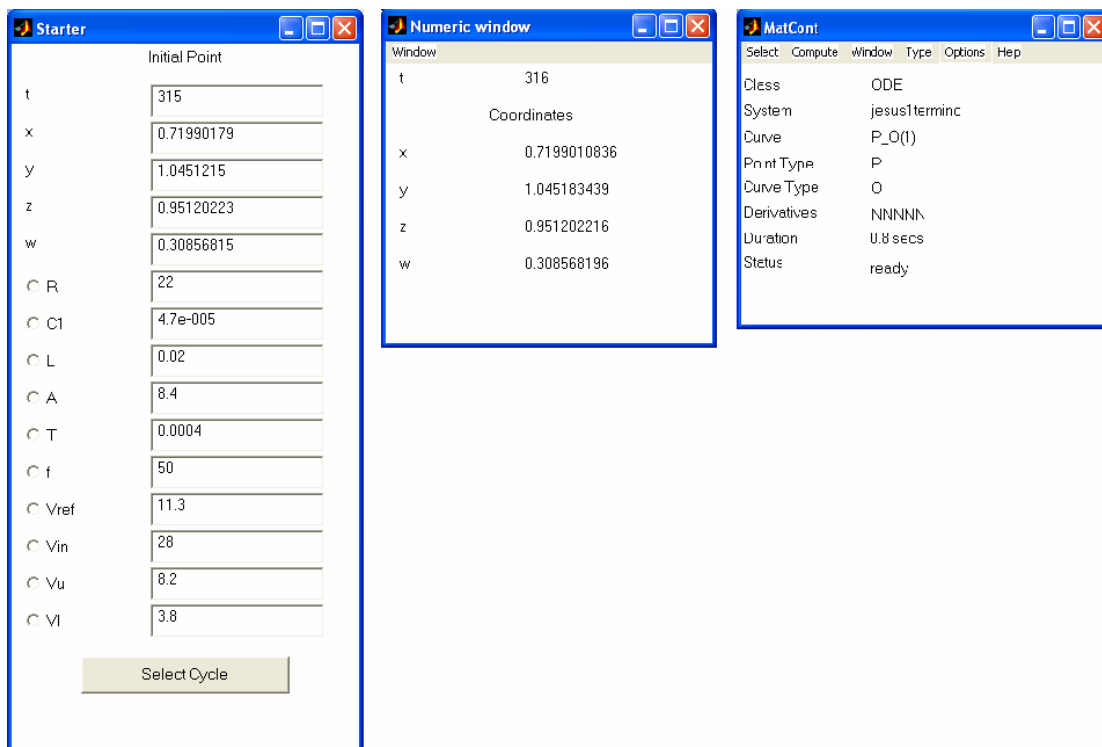 Starter
Initial Point
t 315
x 0.71990179
y 1.0451215
z 0.95120223
w 0.30856815
R 22
C1 4.7e-005
L 0.02
A 8.4
T 0.0004
f 50
Vref 11.3
Vin 28
Vu 8.2
Vl 3.8
Select Cycle
Numeric window
Window
t 316
Coordinates
x 0.7199010836
y 1.045183439
z 0.951202216
w 0.308568196
MatCont
Select Compute Window Type Options Help
Class ODE
System jesus1termino
Curve P_O(1)
Point Type P
Curve Type O
Derivatives NNNNN
Duration 0.8 secs
Status ready